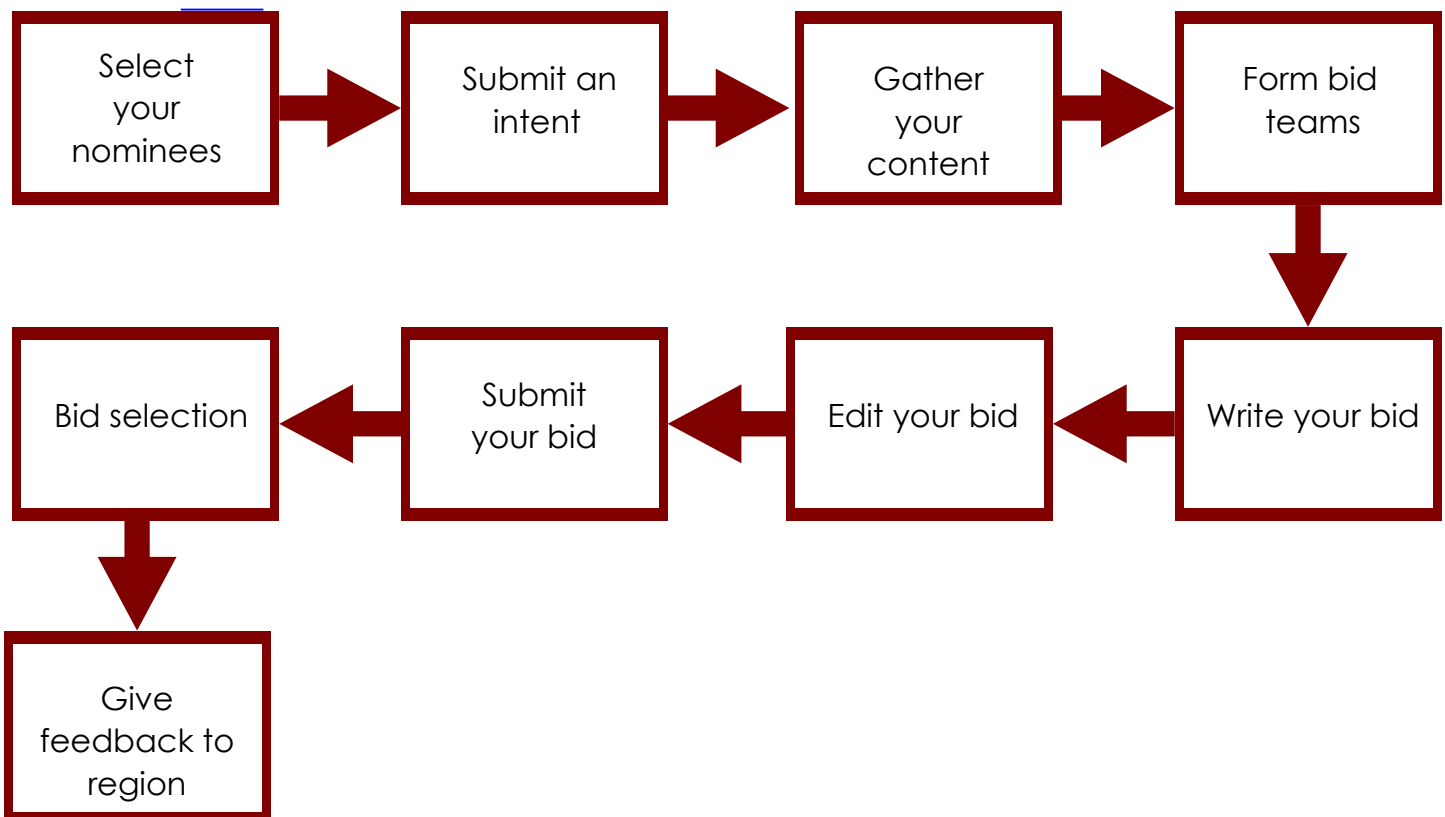 Select
your
nominees
Submit an
intent
Gather
your
content
Form bid
teams
Write your bid
Edit your bid
Submit
your bid
Bid selection
Give
feedback to
region